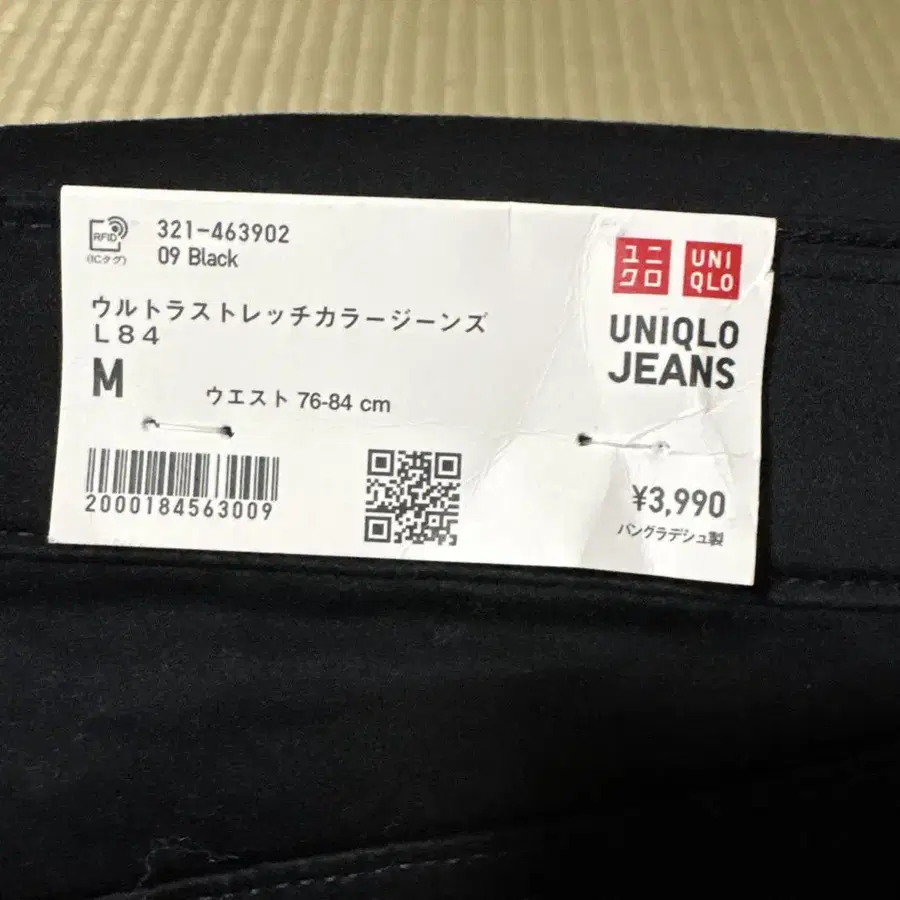 RFID
(ICタグ)
321-463902
09 Black
ウルトラストレッチカラージーンズ
L84
M
ウエスト 76-84 cm
2000184563009
ユニ
クロ
UNI
QLO
UNIQLO
JEANS
¥3,990
バングラデシュ製